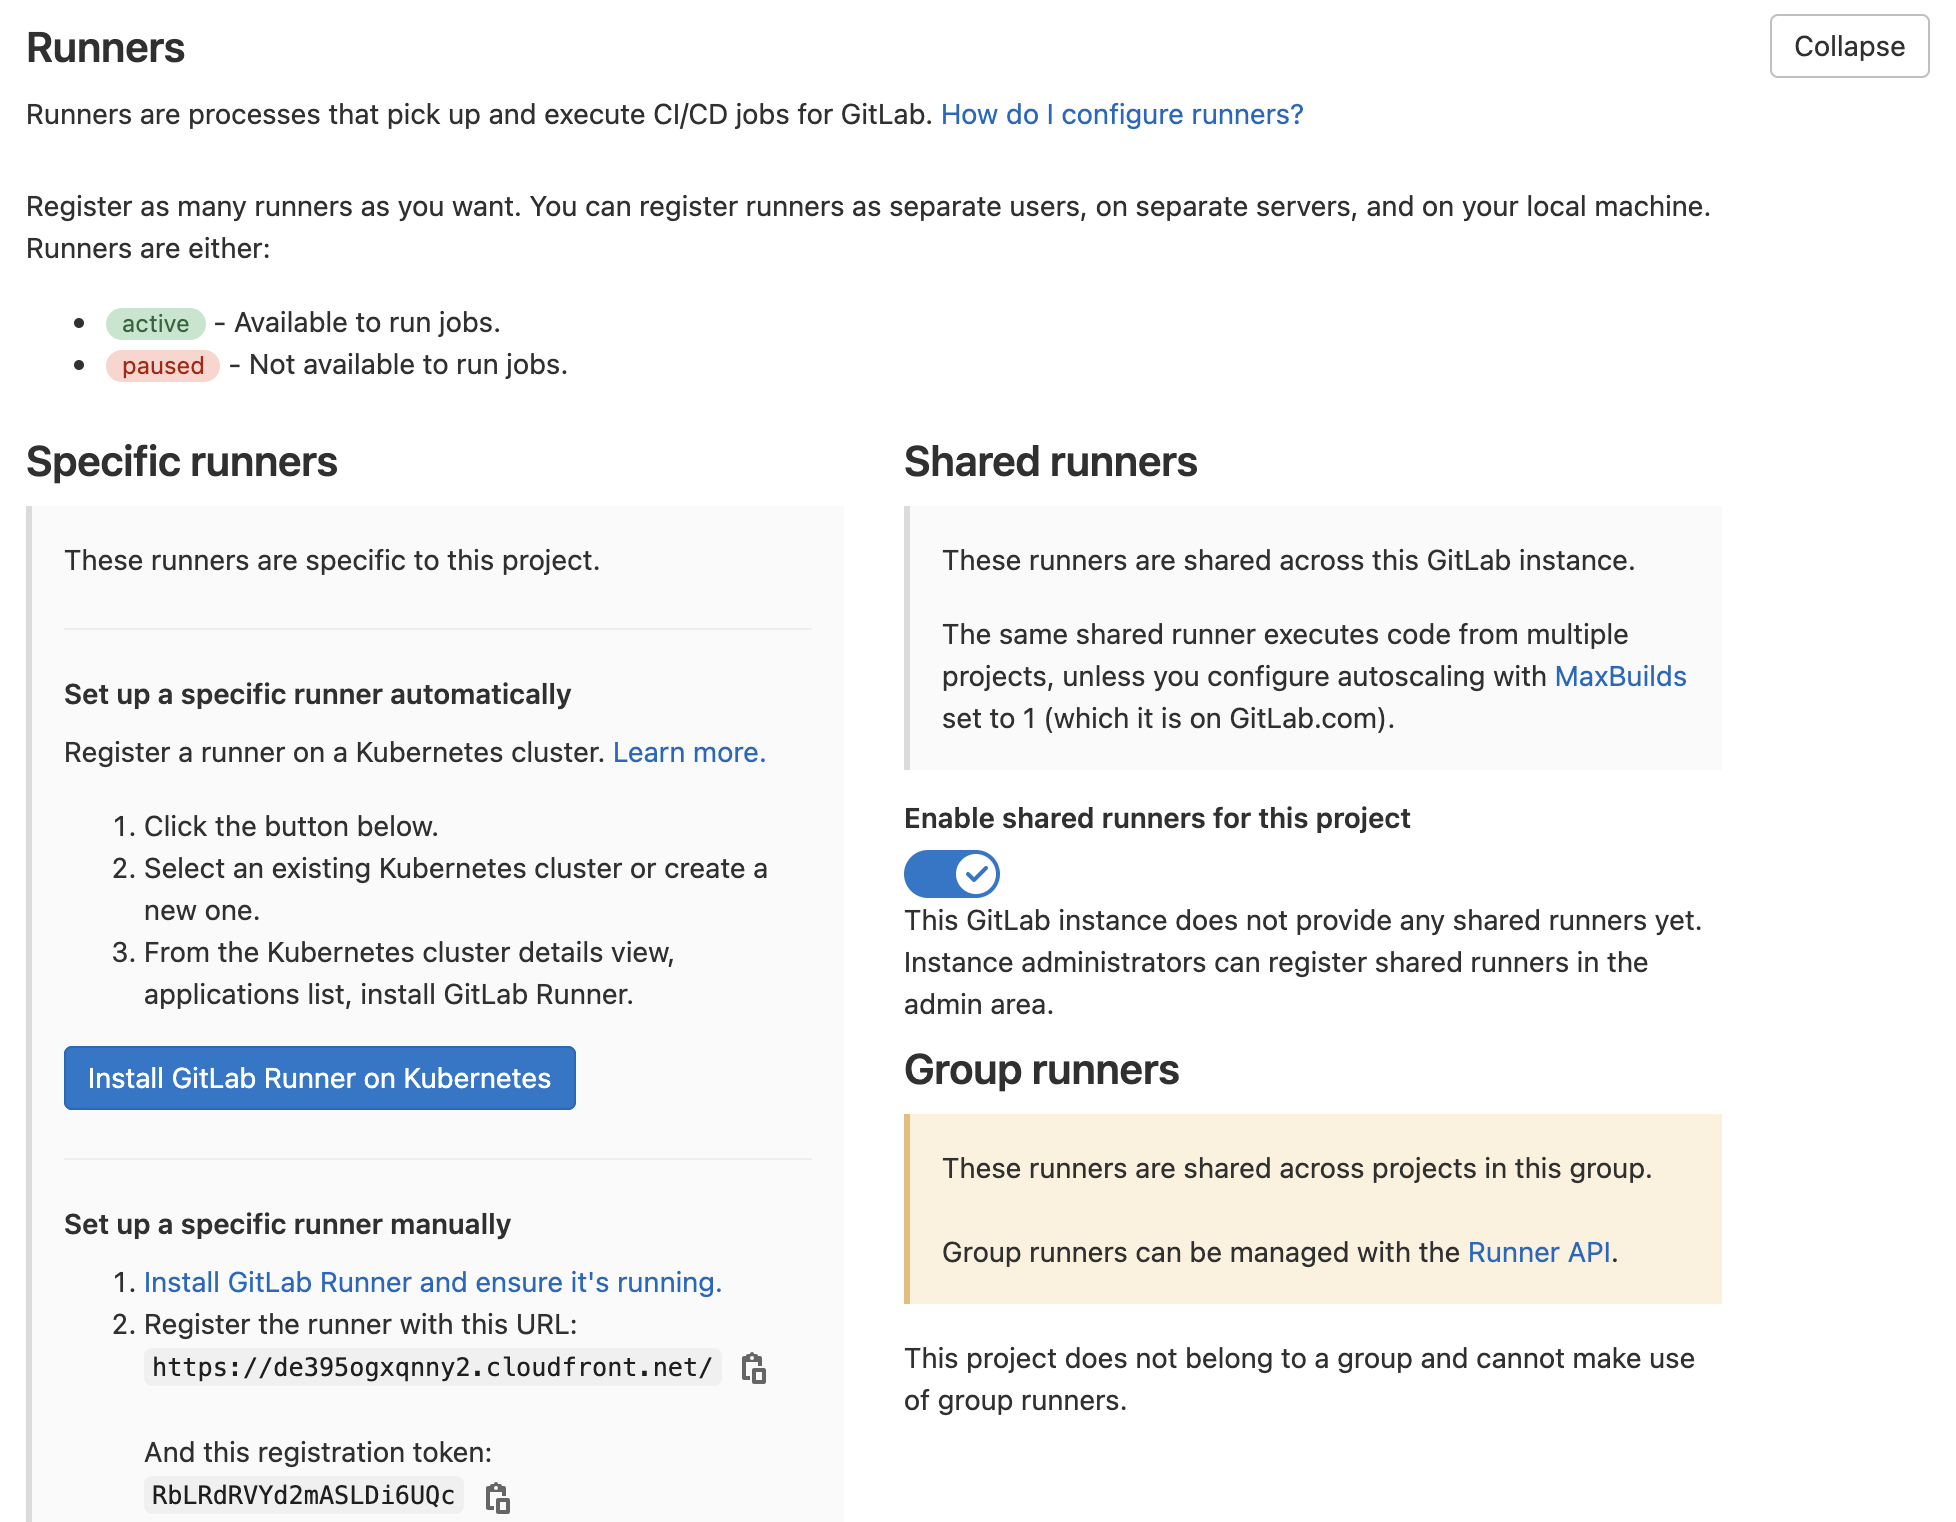 Runners
Collapse
Runners are processes that pick up and execute CI/CD jobs for GitLab. How do I configure runners?
Register as many runners as you want. You can register runners as separate users, on separate servers, and on your local machine.
Runners are either:
active - Available to run jobs.
paused - Not available to run jobs.
Specific runners
These runners are specific to this project.
Set up a specific runner automatically
Register a runner on a Kubernetes cluster. Learn more.
1. Click the button below.
2. Select an existing Kubernetes cluster or create a
new one.
3. From the Kubernetes cluster details view,
applications list, install GitLab Runner.
Install GitLab Runner on Kubernetes
Set up a specific runner manually
1. Install GitLab Runner and ensure it's running.
2. Register the runner with this URL:
https://de395ogxqnny2.cloudfront.net/
And this registration token:
RbLRdRVYd2mASLDi6UQc
Shared runners
These runners are shared across this GitLab instance.
The same shared runner executes code from multiple
projects, unless you configure autoscaling with MaxBuilds
set to 1 (which it is on GitLab.com).
Enable shared runners for this project
This GitLab instance does not provide any shared runners yet.
Instance administrators can register shared runners in the
admin area.
Group runners
These runners are shared across projects in this group.
Group runners can be managed with the Runner API.
This project does not belong to a group and cannot make use
of group runners.